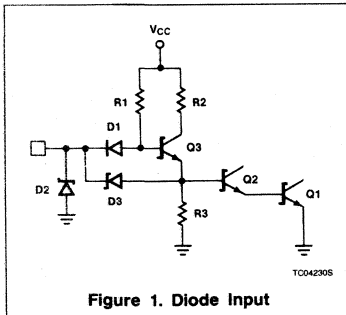 VCC
R1
R2
D1
Q3
D2
D3
Q2
Q1
R3
TC04230S
Figure 1. Diode Input